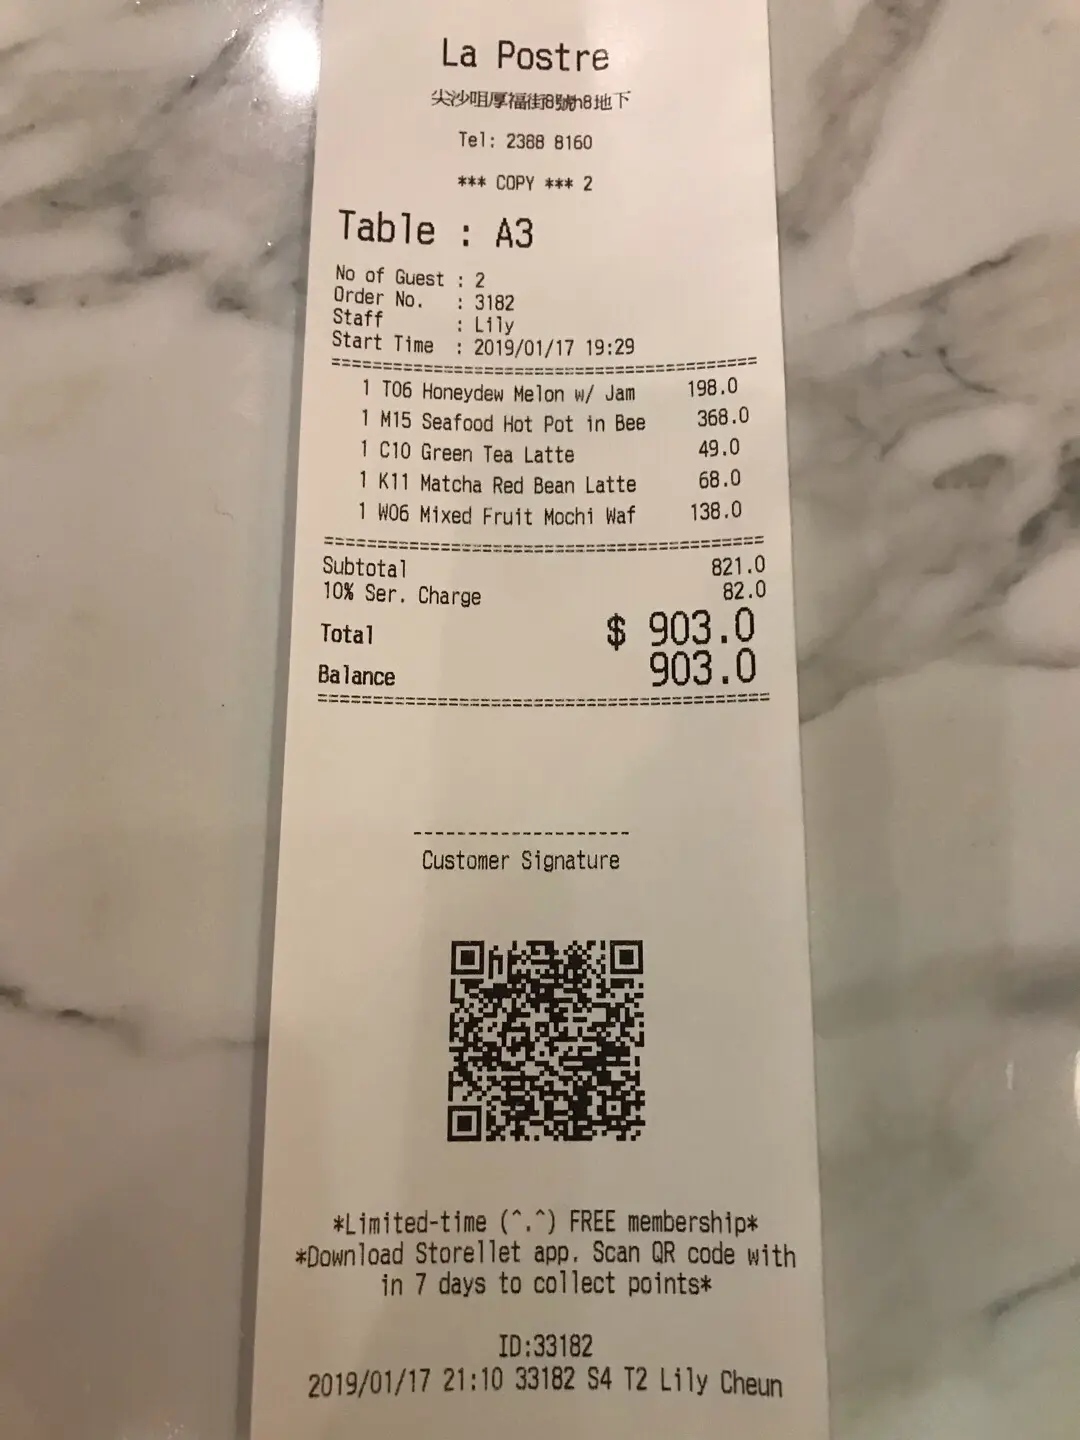 La Postre
尖沙咀厚福街8號h8地下
Tel: 2388 8160
*** COPY *** 2
Table : A3
No of Guest : 2
Order No. : 3182
Staff : Lily
Start Time : 2019/01/17 19:29
1 T06 Honeydew Melon w/ Jam 198.0
1 M15 Seafood Hot Pot in Bee 368.0
1 C10 Green Tea Latte 49.0
1 K11 Matcha Red Bean Latte 68.0
1 W06 Mixed Fruit Mochi Waf 138.0
Subtotal 821.0
10% Ser. Charge 82.0
Total $ 903.0
Balance 903.0
Customer Signature
*Limited-time (^.^) FREE membership*
*Download Storellet app. Scan QR code with
in 7 days to collect points*
ID:33182
2019/01/17 21:10 33182 S4 T2 Lily Cheun